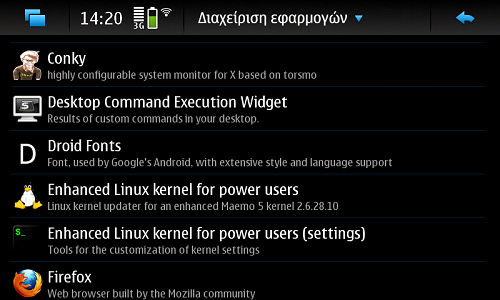 14:20 3G Διαχείριση εφαρμογών
Conky
highly configurable system monitor for X based on torsmo
Desktop Command Execution Widget
Results of custom commands in your desktop.
D Droid Fonts
Font, used by Google's Android, with extensive style and language support
Enhanced Linux kernel for power users
Linux kernel updater for an enhanced Maemo 5 kernel 2.6.28.10
Enhanced Linux kernel for power users (settings)
Tools for the customization of kernel settings
Firefox
Web browser built by the Mozilla community